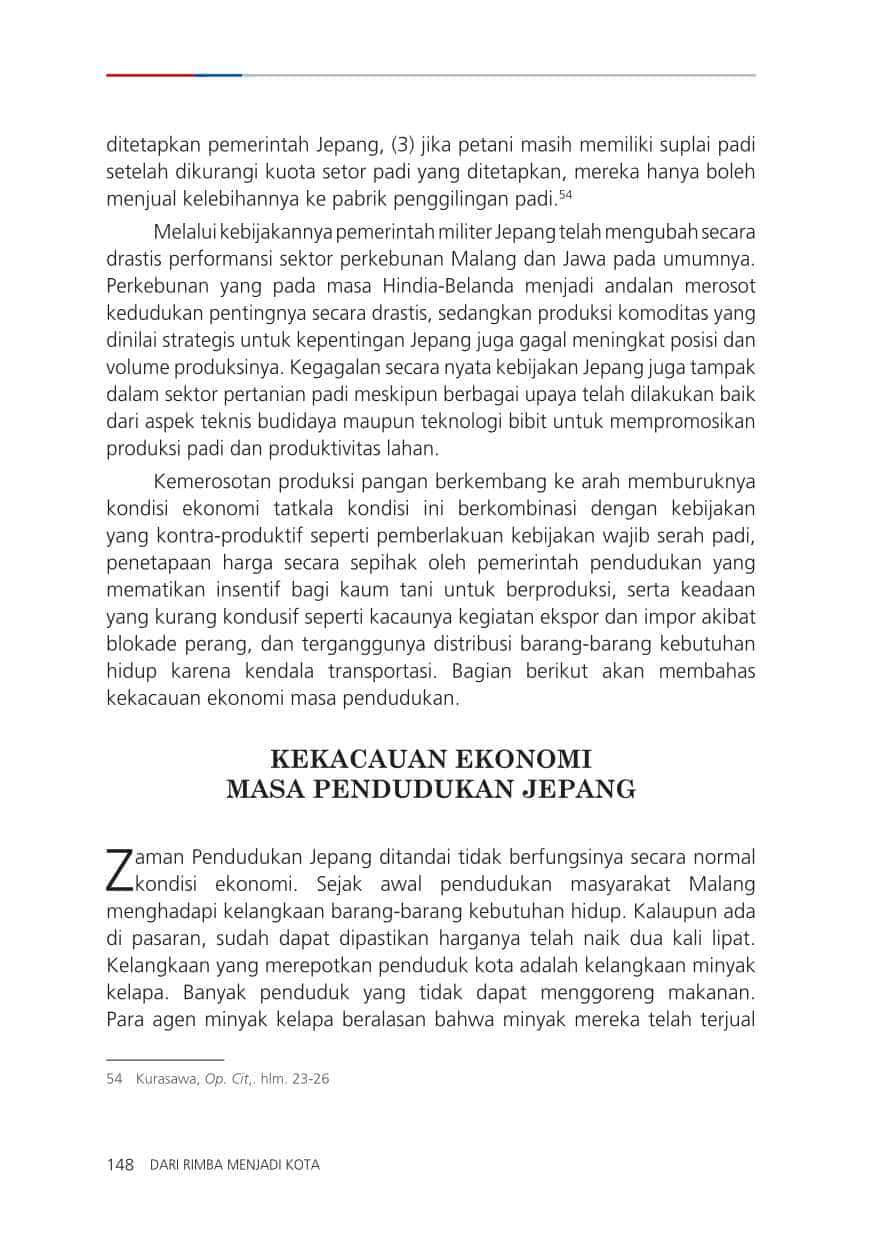 ditetapkan pemerintah Jepang, (3) jika petani masih memiliki suplai padi
setelah dikurangi kuota setor padi yang ditetapkan, mereka hanya boleh
menjual kelebihannya ke pabrik penggilingan padi.54
Melalui kebijakannya pemerintah militer Jepang telah mengubah secara
drastis performansi sektor perkebunan Malang dan Jawa pada umumnya.
Perkebunan yang pada masa Hindia-Belanda menjadi andalan merosot
kedudukan pentingnya secara drastis, sedangkan produksi komoditas yang
dinilai strategis untuk kepentingan Jepang juga gagal meningkat posisi dan
volume produksinya. Kegagalan secara nyata kebijakan Jepang juga tampak
dalam sektor pertanian padi meskipun berbagai upaya telah dilakukan baik
dari aspek teknis budidaya maupun teknologi bibit untuk mempromosikan
produksi padi dan produktivitas lahan.
Kemerosotan produksi pangan berkembang ke arah memburuknya
kondisi ekonomi tatkala kondisi ini berkombinasi dengan kebijakan
yang kontra-produktif seperti pemberlakuan kebijakan wajib serah padi,
penetapaan harga secara sepihak oleh pemerintah pendudukan yang
mematikan insentif bagi kaum tani untuk berproduksi, serta keadaan
yang kurang kondusif seperti kacaunya kegiatan ekspor dan impor akibat
blokade perang, dan terganggunya distribusi barang-barang kebutuhan
hidup karena kendala transportasi. Bagian berikut akan membahas
kekacauan ekonomi masa pendudukan.
KEKACAUAN EKONOMI
MASA PENDUDUKAN JEPANG
Zaman Pendudukan Jepang ditandai tidak berfungsinya secara normal
kondisi ekonomi. Sejak awal pendudukan masyarakat Malang
menghadapi kelangkaan barang-barang kebutuhan hidup. Kalaupun ada
di pasaran, sudah dapat dipastikan harganya telah naik dua kali lipat.
Kelangkaan yang merepotkan penduduk kota adalah kelangkaan minyak
kelapa. Banyak penduduk yang tidak dapat menggoreng makanan.
Para agen minyak kelapa beralasan bahwa minyak mereka telah terjual
54 Kurasawa, Op. Cit,. hlm. 23-26
148 DARI RIMBA MENJADI KOTA